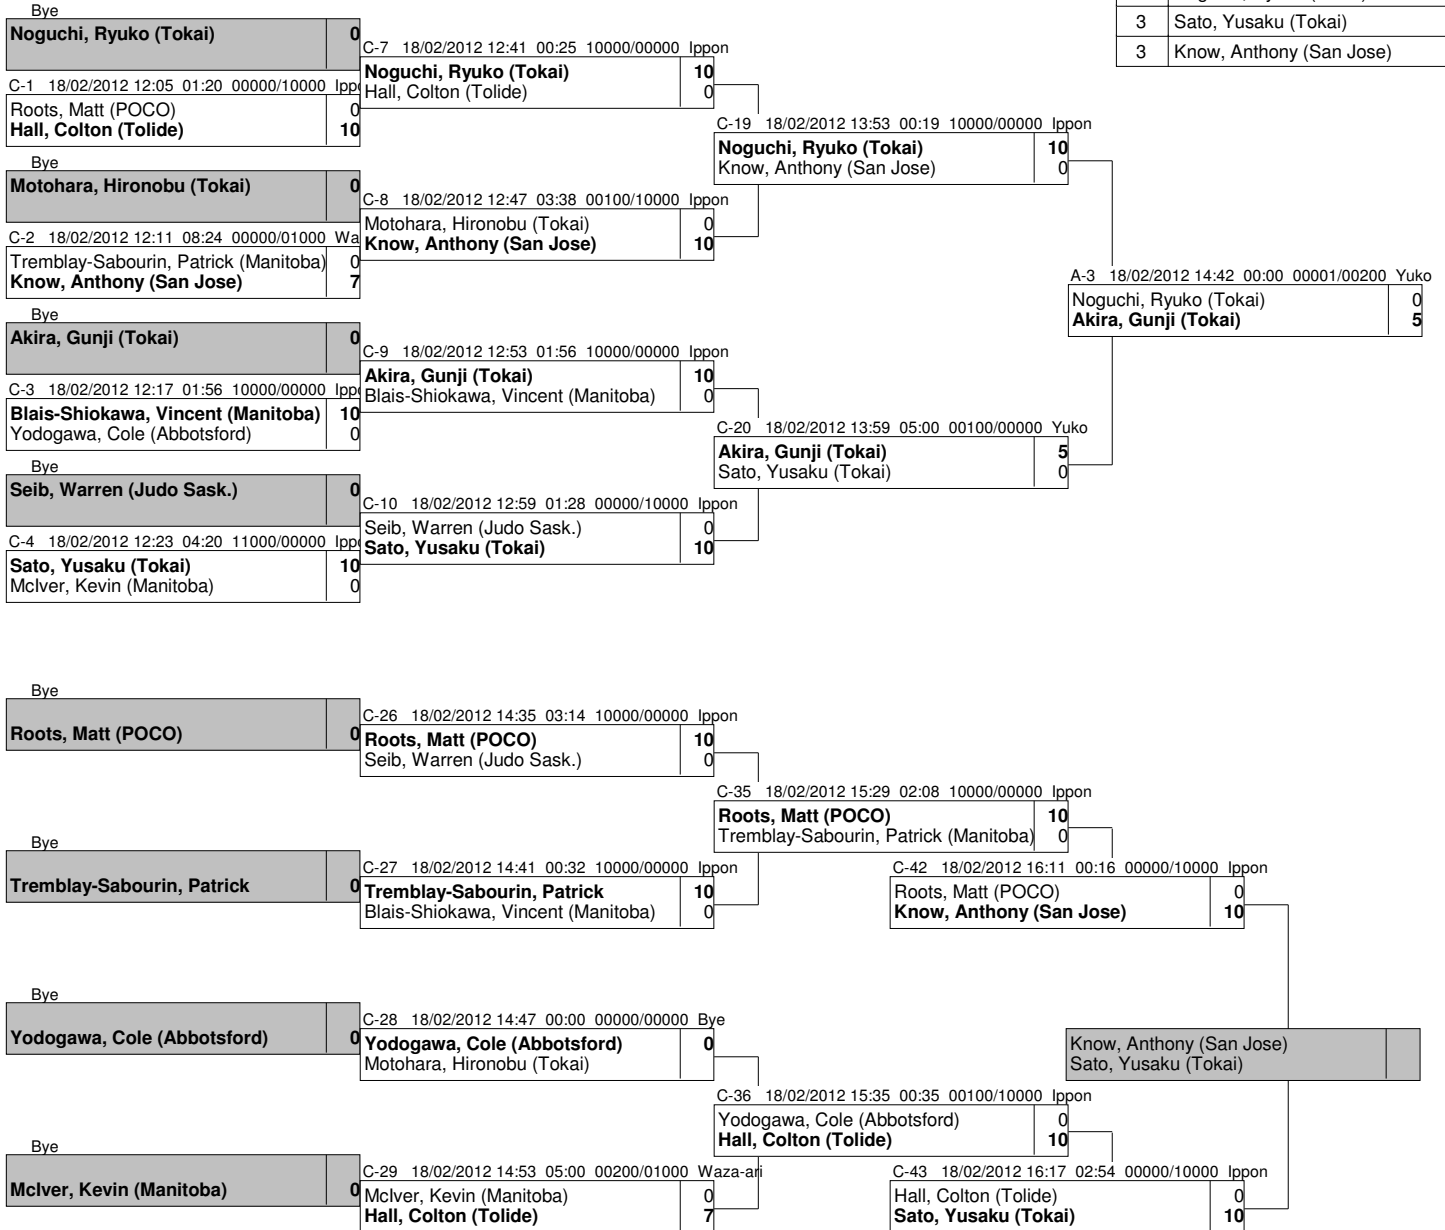 Bye
Noguchi, Ryuko (Tokai) 0
C-1 18/02/2012 12:05 01:20 00000/10000
Roots, Matt (POCO) 0
Hall, Colton (Tolide) 10
Bye
Motohara, Hironobu (Tokai) 0
C-2 18/02/2012 12:11 08:24 00000/01000 Wa
Tremblay-Sabourin, Patrick (Manitoba) 0
Know, Anthony (San Jose) 7
Bye
Akira, Gunji (Tokai) 0
C-3 18/02/2012 12:17 01:56 10000/00000
Blais-Shiokawa, Vincent (Manitoba) 10
Yodogawa, Cole (Abbotsford) 0
Bye
Seib, Warren (Judo Sask.) 0
C-4 18/02/2012 12:23 04:20 11000/00000
Sato, Yusaku (Tokai) 10
McIver, Kevin (Manitoba) 0
C-7 18/02/2012 12:41 00:25 10000/00000 Ippon
Noguchi, Ryuko (Tokai) 10
Hall, Colton (Tolide) 0
C-8 18/02/2012 12:47 03:38 00100/10000 Ippon
Motohara, Hironobu (Tokai) 0
Know, Anthony (San Jose) 10
C-9 18/02/2012 12:53 01:56 10000/00000 Ippon
Akira, Gunji (Tokai) 10
Blais-Shiokawa, Vincent (Manitoba) 0
C-10 18/02/2012 12:59 01:28 00000/10000 Ippon
Seib, Warren (Judo Sask.) 0
Sato, Yusaku (Tokai) 10
C-19 18/02/2012 13:53 00:19 10000/00000 Ippon
Noguchi, Ryuko (Tokai) 10
Know, Anthony (San Jose) 0
C-20 18/02/2012 13:59 05:00 00100/00000 Yuko
Akira, Gunji (Tokai) 5
Sato, Yusaku (Tokai) 0
3 Sato, Yusaku (Tokai)
3 Know, Anthony (San Jose)
A-3 18/02/2012 14:42 00:00 00001/00200 Yuko
Noguchi, Ryuko (Tokai) 0
Akira, Gunji (Tokai) 5
Bye
Roots, Matt (POCO) 0
Bye
Tremblay-Sabourin, Patrick 0
Bye
Yodogawa, Cole (Abbotsford) 0
Bye
McIver, Kevin (Manitoba) 0
C-26 18/02/2012 14:35 03:14 10000/00000 Ippon
Roots, Matt (POCO) 10
Seib, Warren (Judo Sask.) 0
C-27 18/02/2012 14:41 00:32 10000/00000 Ippon
Tremblay-Sabourin, Patrick 10
Blais-Shiokawa, Vincent (Manitoba) 0
C-28 18/02/2012 14:47 00:00 00000/00000 Bye
Yodogawa, Cole (Abbotsford) 0
Motohara, Hironobu (Tokai)
C-29 18/02/2012 14:53 05:00 00200/01000 Waza-ari
McIver, Kevin (Manitoba) 0
Hall, Colton (Tolide) 7
C-35 18/02/2012 15:29 02:08 10000/00000 Ippon
Roots, Matt (POCO) 10
Tremblay-Sabourin, Patrick (Manitoba) 0
C-36 18/02/2012 15:35 00:35 00100/10000 Ippon
Yodogawa, Cole (Abbotsford) 0
Hall, Colton (Tolide) 10
C-42 18/02/2012 16:11 00:16 00000/10000 Ippon
Roots, Matt (POCO) 0
Know, Anthony (San Jose) 10
C-43 18/02/2012 16:17 02:54 00000/10000 Ippon
Hall, Colton (Tolide) 0
Sato, Yusaku (Tokai) 10
Know, Anthony (San Jose)
Sato, Yusaku (Tokai)